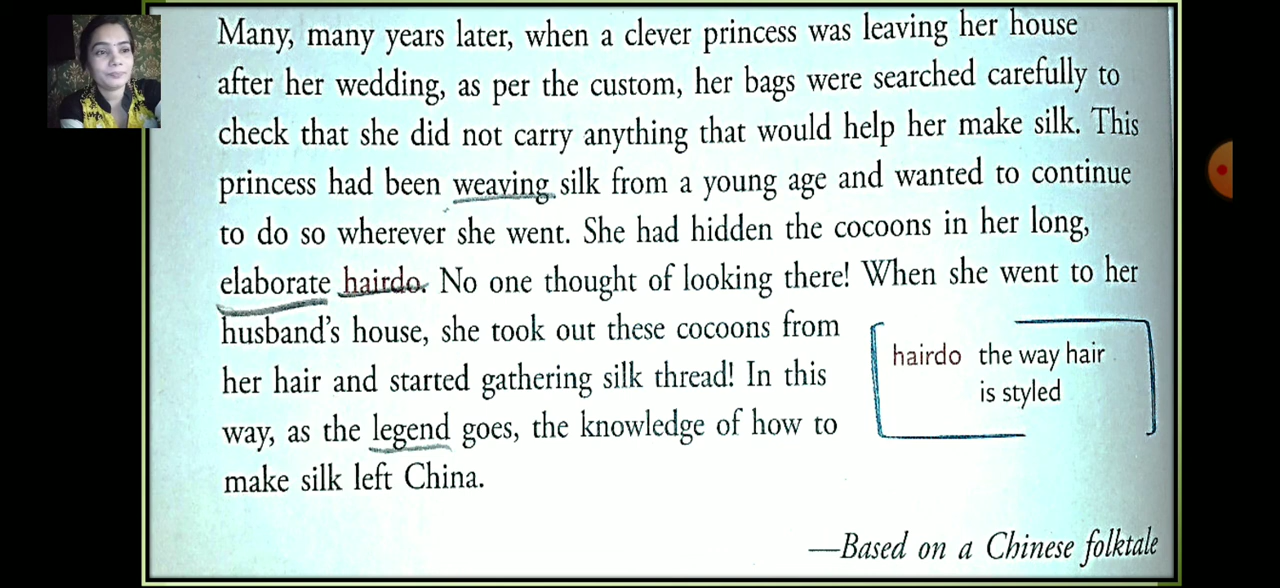 Many, many years later, when a clever princess was leaving her house
after her wedding, as per the custom, her bags were searched carefully to
check that she did not carry anything that would help her make silk. This
princess had been weaving silk from a young age and wanted to continue
to do so wherever she went. She had hidden the cocoons in her long,
elaborate hairdo. No one thought of looking there! When she went to her
husband's house, she took out these cocoons from
her hair and started gathering silk thread! In this
way, as the legend goes, the knowledge of how to
make silk left China.
hairdo the way hair
is styled
—Based on a Chinese folktale